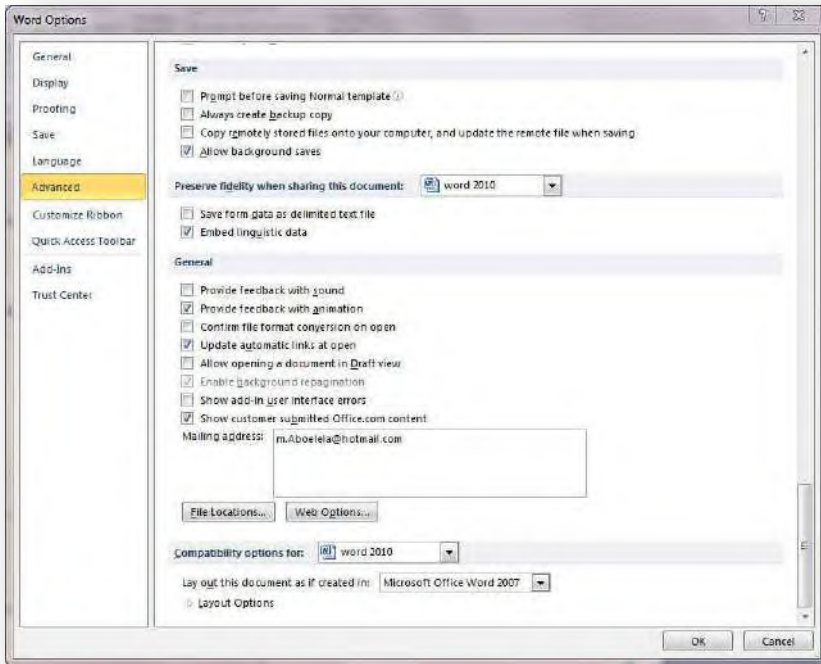 Word Options
General
Display
Proofing
Save
Language
Advanced
Customize Ribbon
Quick Access Toolbar
Add-Ins
Trust Center
Save
Prompt before saving Normal template
Always create backup copy
Copy remotely stored files onto your computer, and update the remote file when saving
Allow background saves
Preserve fidelity when sharing this document: word 2010
Save form data as delimited text file
Embed linguistic data
General
Provide feedback with sound
Provide feedback with animation
Confirm file format conversion on open
Update automatic links at open
Allow opening a document in Draft view
Enable background repagination
Show add-in user interface errors
Show customer submitted Office.com content
Mailing address: m.Aboelela@hotmail.com
File Locations... Web Options...
Compatibility options for: word 2010
Lay out this document as if created in: Microsoft Office Word 2007
Layout Options
OK Cancel